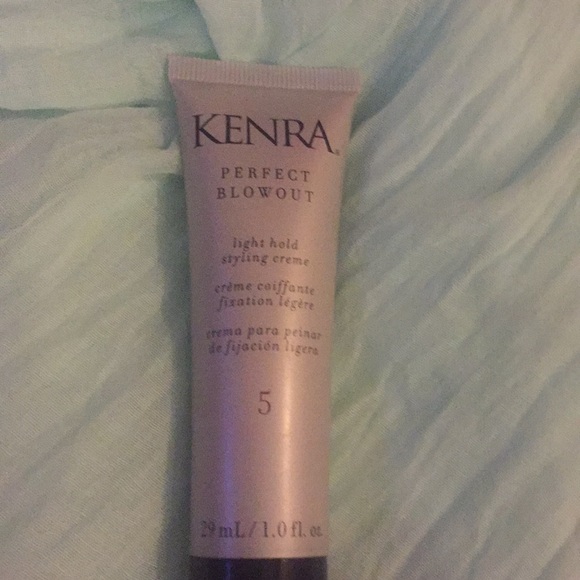 KENRA
PERFECT
BLOWOUT
light hold
styling creme
crème coiffante
fixation légère
crema para peinar
de fijación ligera
5
29 mL/1.0 fl. oz.